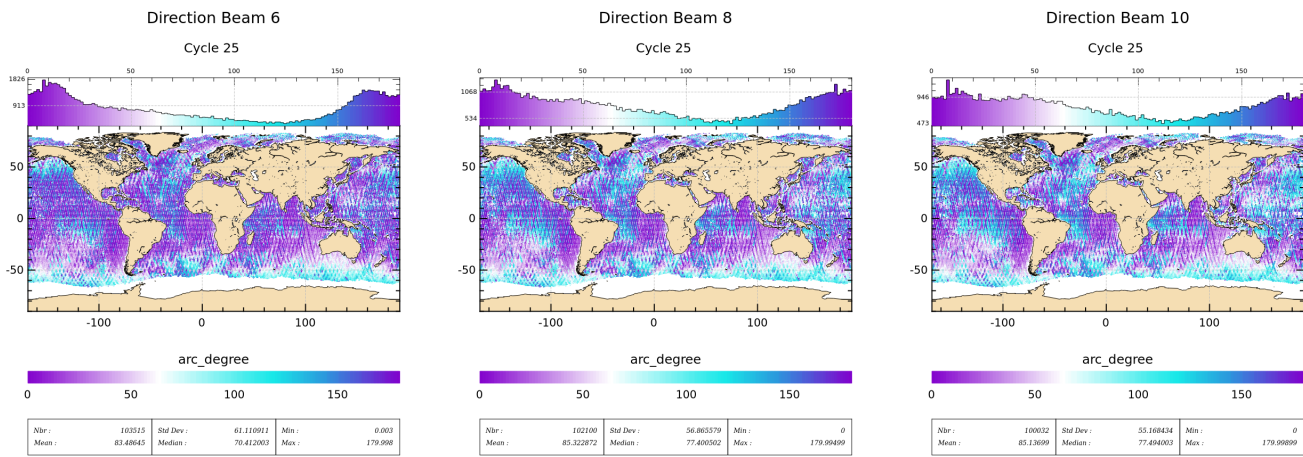 Direction Beam 6
Cycle 25
0 50 100 150
1826
913
50
0
-50
-100 0 100
arc_degree
0 50 100 150
Nbr : 103515 Std Dev : 61.110911 Min : 0.003
Mean : 83.48645 Median : 70.412003 Max : 179.998
Direction Beam 8
Cycle 25
0 50 100 150
1068
534
50
0
-50
-100 0 100
arc_degree
0 50 100 150
Nbr : 102100 Std Dev : 56.865579 Min : 0
Mean : 85.322872 Median : 77.400502 Max : 179.99499
Direction Beam 10
Cycle 25
0 50 100 150
946
473
50
0
-50
-100 0 100
arc_degree
0 50 100 150
Nbr : 100032 Std Dev : 55.168434 Min : 0
Mean : 85.13699 Median : 77.494003 Max : 179.99899